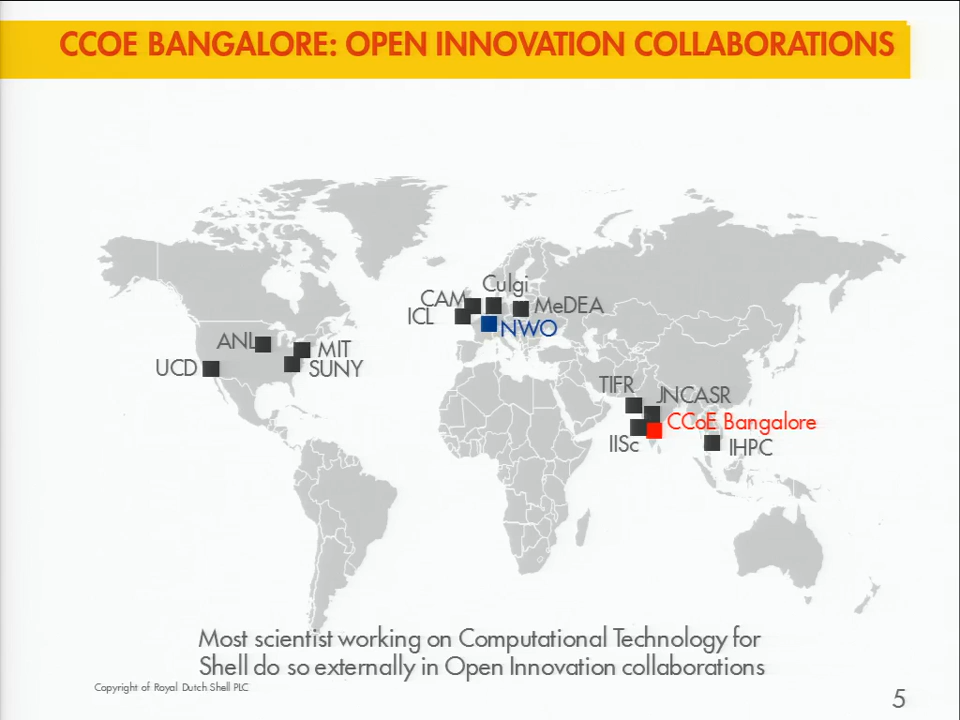 CCOE BANGALORE: OPEN INNOVATION COLLABORATIONS
Culgi
CAM
MeDEA
ICL
NWO
ANL
MIT
UCD
SUNY
TIFR
JNCASR
CCoE Bangalore
IISc
IHPC
Most scientist working on Computational Technology for
Shell do so externally in Open Innovation collaborations
Copyright of Royal Dutch Shell PLC
5